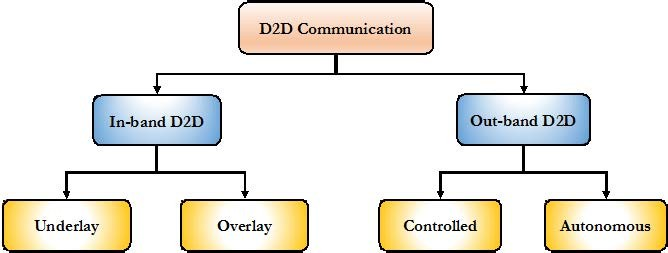 D2D Communication
In-band D2D
Out-band D2D
Underlay
Overlay
Controlled
Autonomous